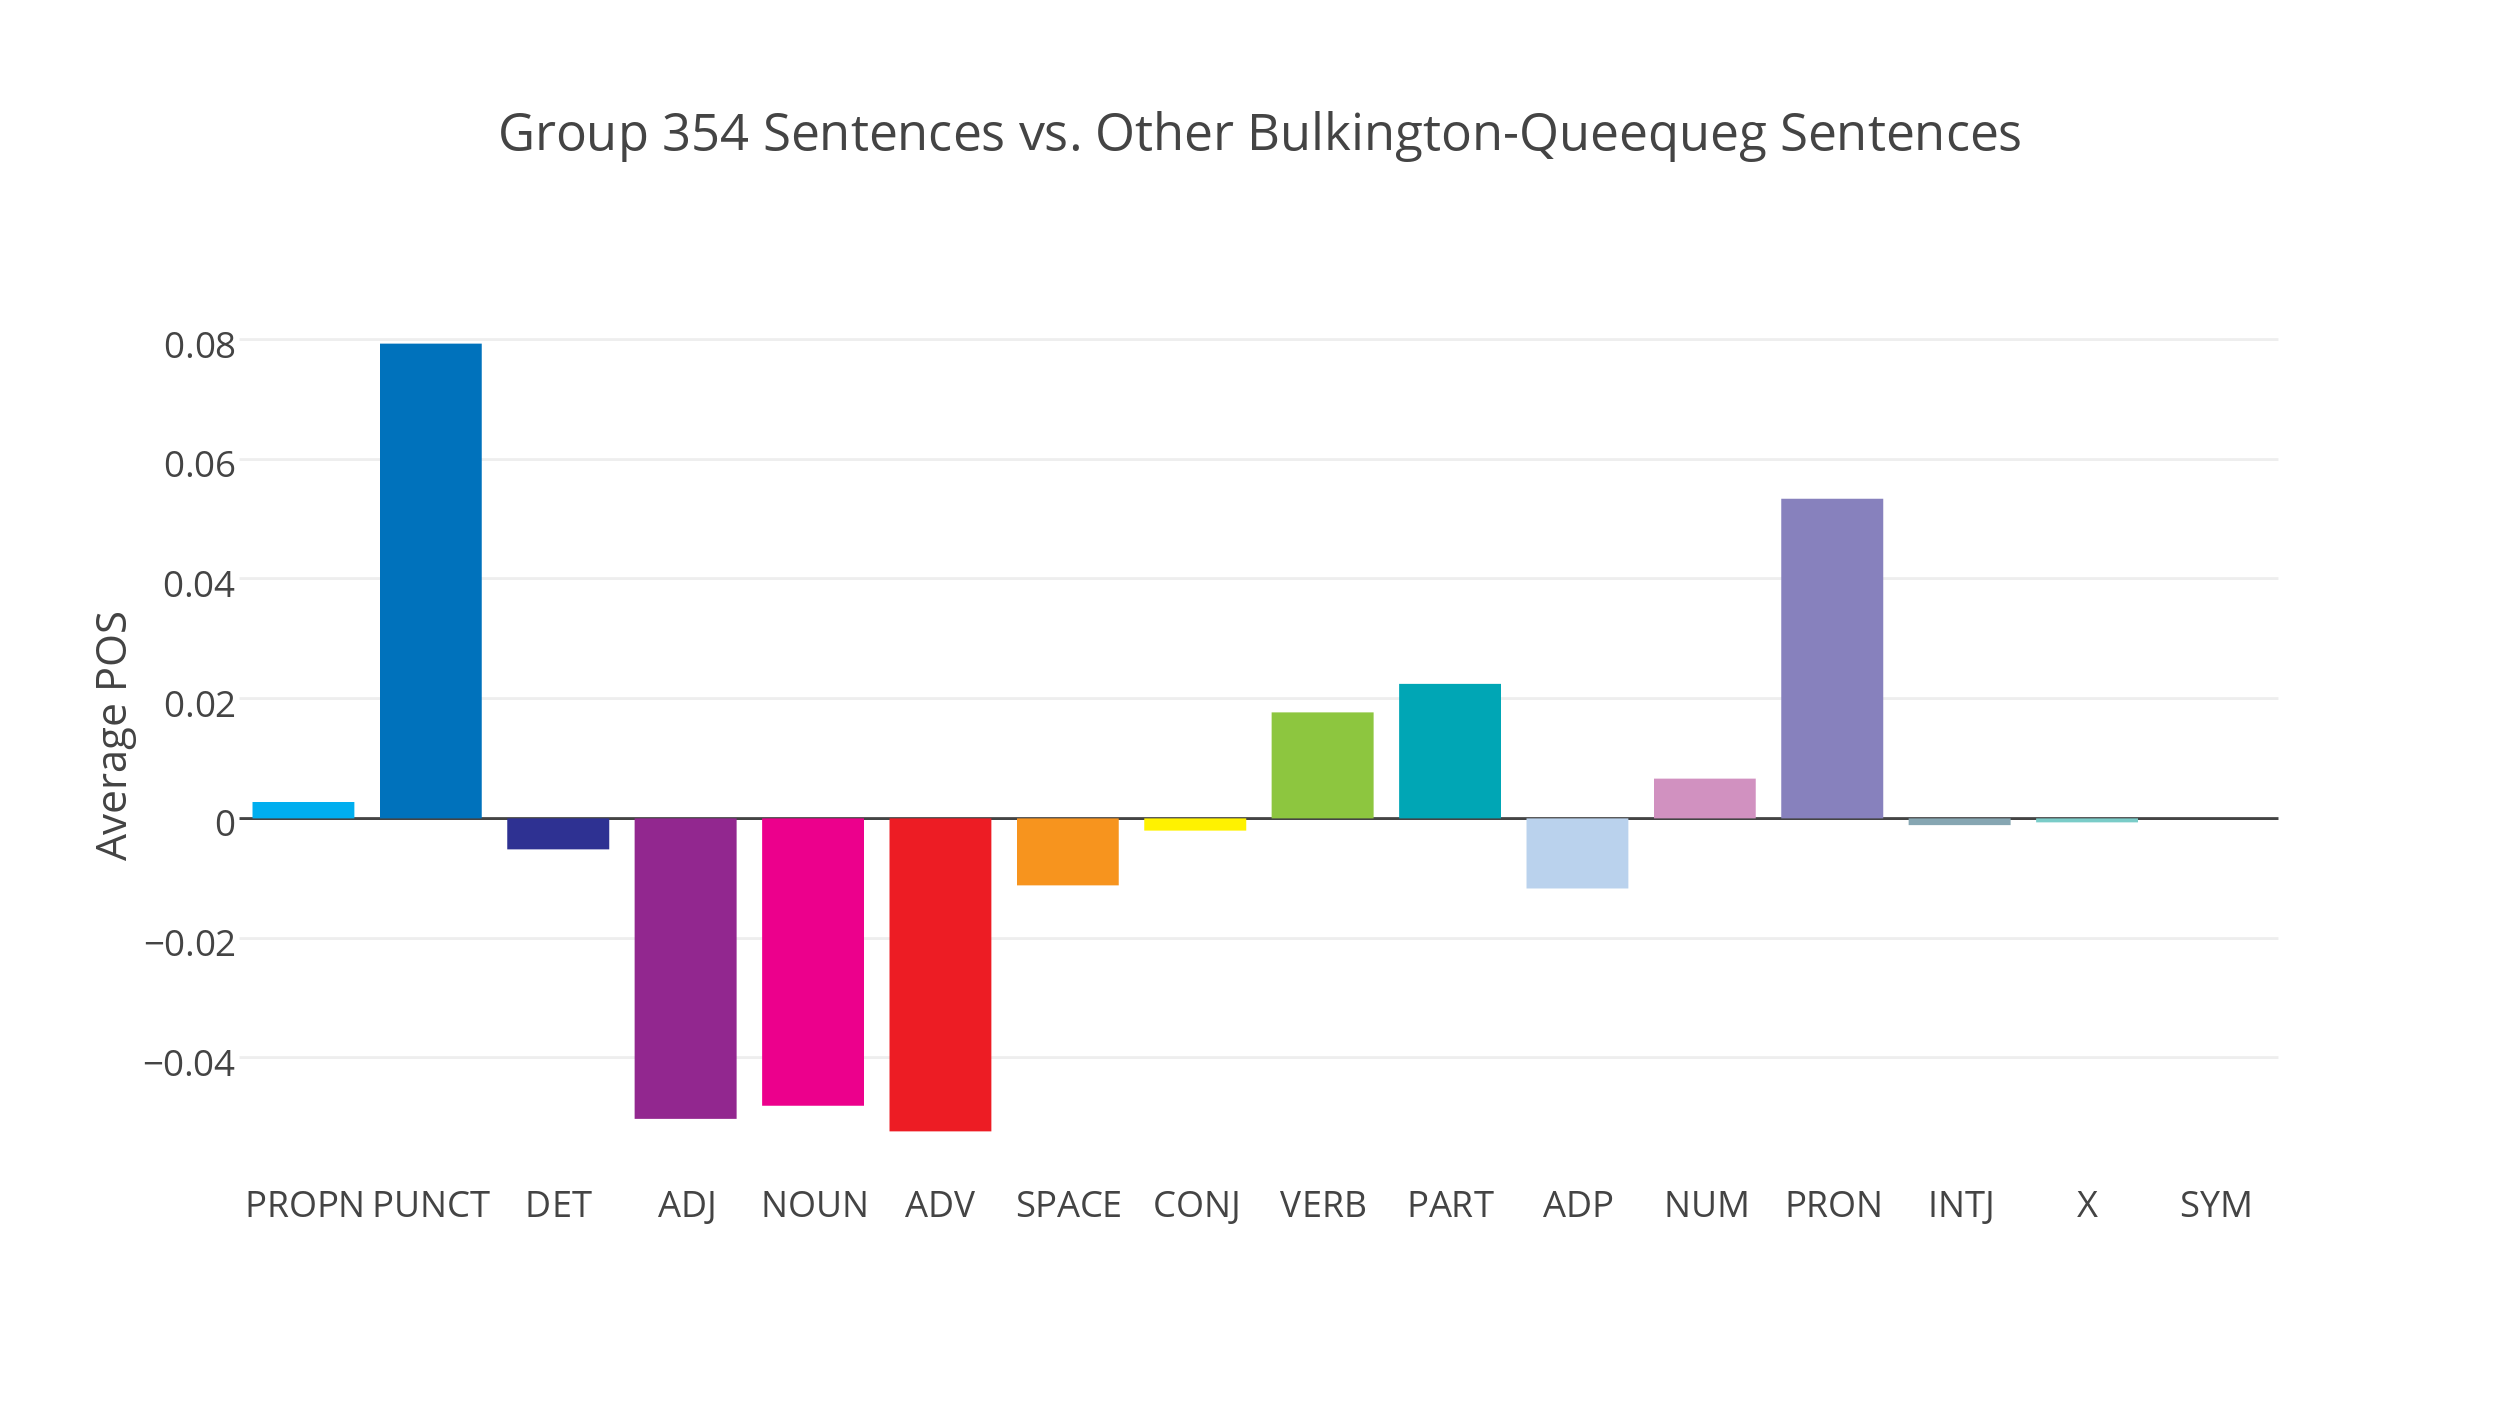 Group 354 Sentences vs. Other Bulkington-Queequeg Sentences
Average POS
0.08
0.06
0.04
0.02
0
−0.02
−0.04
PROPN PUNCT DET ADJ NOUN ADV SPACE CONJ VERB PART ADP NUM PRON INTJ X SYM